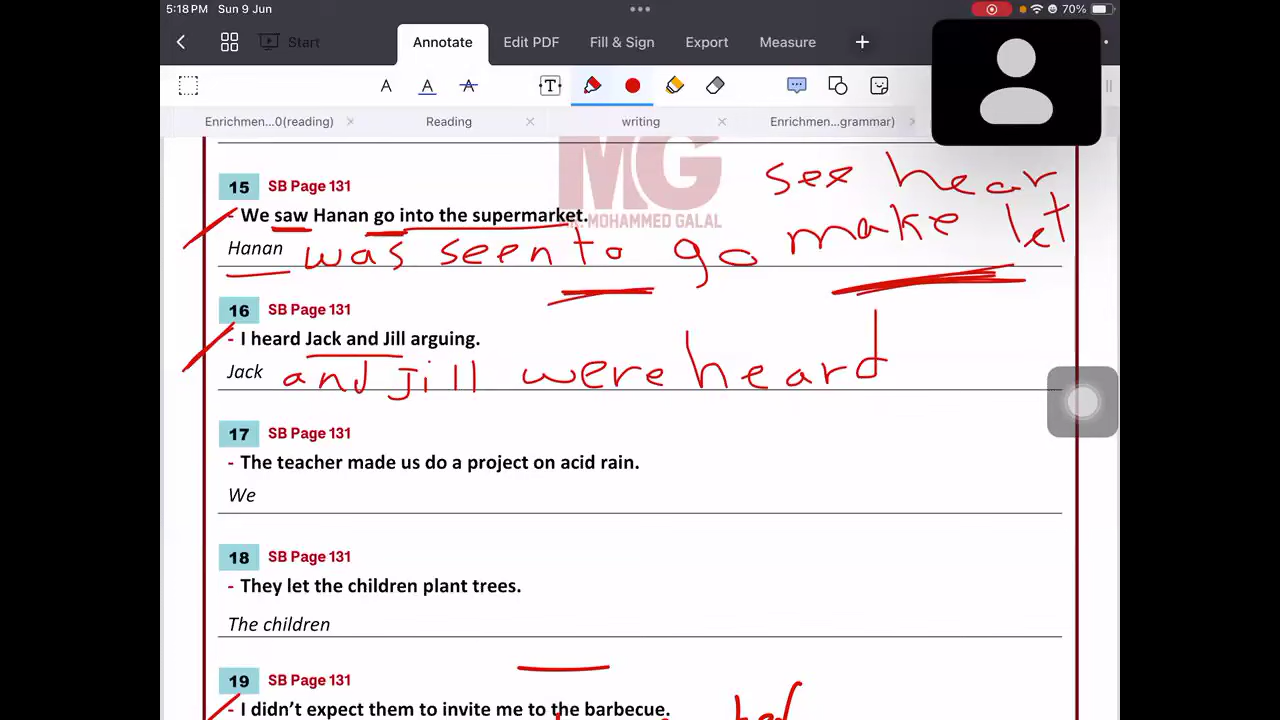 5:18 PM Sun 9 Jun 70%
Start Annotate Edit PDF Fill & Sign Export Measure
A A A T
Enrichmen...0(reading) × Reading × writing × Enrichmen...grammar) ×
MG
MOHAMMED GALAL
see hear
make let
15 SB Page 131
- We saw Hanan go into the supermarket.
Hanan was seen to go
16 SB Page 131
- I heard Jack and Jill arguing.
Jack and Jill were heard
17 SB Page 131
- The teacher made us do a project on acid rain.
We
18 SB Page 131
- They let the children plant trees.
The children
19 SB Page 131
- I didn't expect them to invite me to the barbecue.